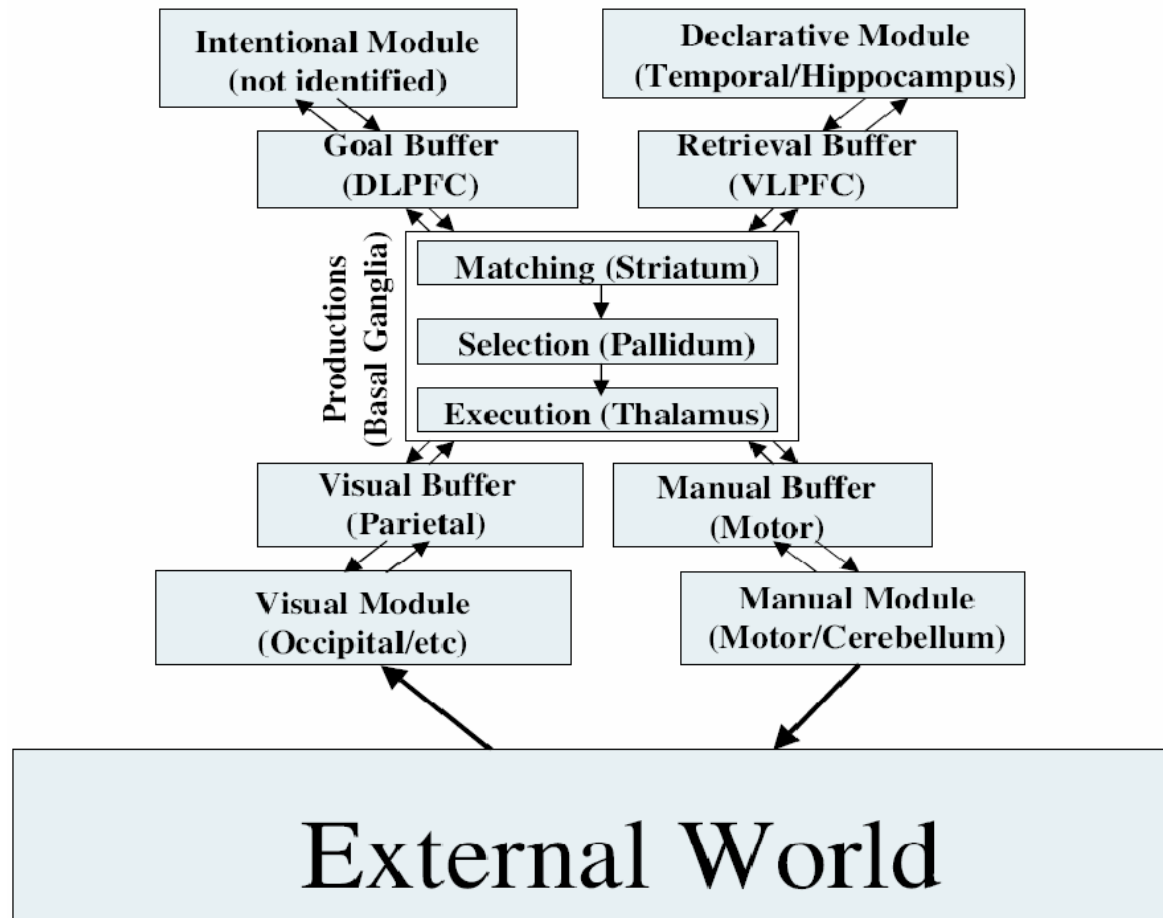 Intentional Module
(not identified)
Declarative Module
(Temporal/Hippocampus)
Goal Buffer
(DLPFC)
Retrieval Buffer
(VLPFC)
Productions
(Basal Ganglia)
Matching (Striatum)
Selection (Pallidum)
Execution (Thalamus)
Visual Buffer
(Parietal)
Manual Buffer
(Motor)
Visual Module
(Occipital/etc)
Manual Module
(Motor/Cerebellum)
External World